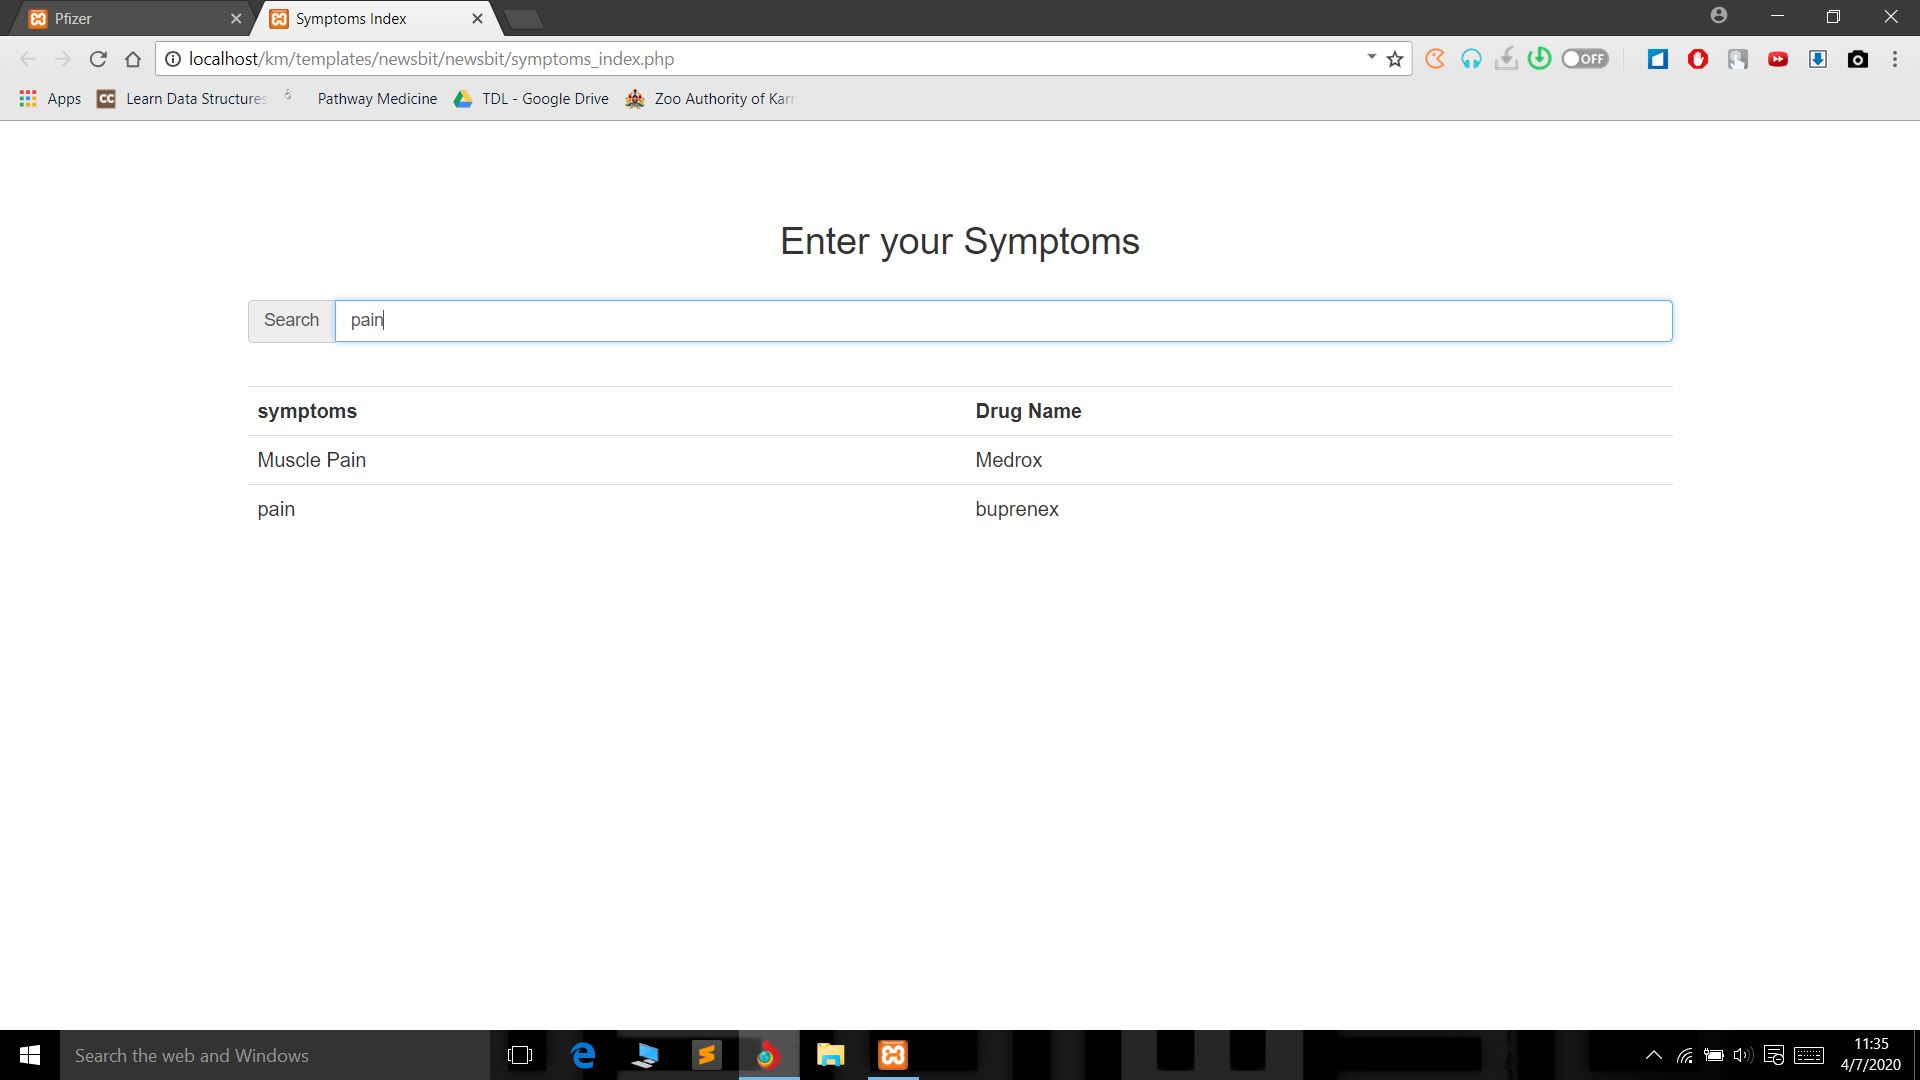 Pfizer
Symptoms Index
localhost/km/templates/newsbit/newsbit/symptoms_index.php
OFF
Apps
CC
Learn Data Structures
Pathway Medicine
TDL - Google Drive
Zoo Authority of Karn
Enter your Symptoms
Search
pain
symptoms Drug Name
Muscle Pain Medrox
pain buprenex
Search the web and Windows
11:35
4/7/2020